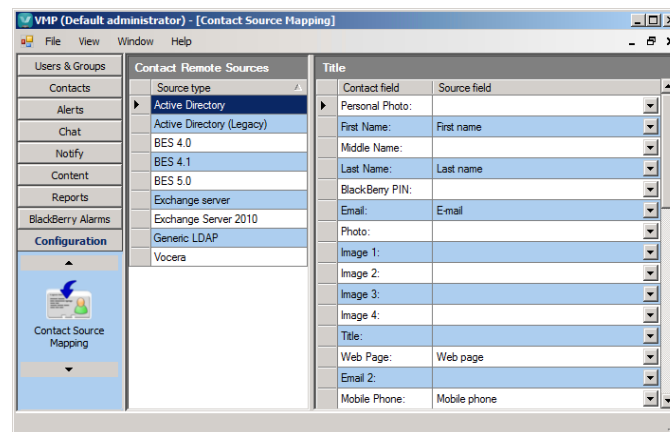 VMP (Default administrator) - [Contact Source Mapping]
File View Window Help
Users & Groups
Contacts
Alerts
Chat
Notify
Content
Reports
BlackBerry Alarms
Configuration
Contact Source
Mapping
Contact Remote Sources
Source type
Active Directory
Active Directory (Legacy)
BES 4.0
BES 4.1
BES 5.0
Exchange server
Exchange Server 2010
Generic LDAP
Vocera
Title
Contact field Source field
Personal Photo:
First Name: First name
Middle Name:
Last Name: Last name
BlackBerry PIN:
Email: E-mail
Photo:
Image 1:
Image 2:
Image 3:
Image 4:
Title:
Web Page: Web page
Email 2:
Mobile Phone: Mobile phone